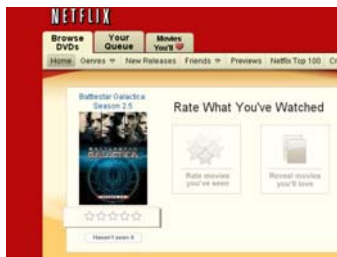 NETFLIX
Browse DVDs
Your Queue
Movies You'll ❤
Home Genres New Releases Friends Previews Netflix Top 100
Battlestar Galactica:
Season 2.5
Rate What You've Watched
BATTLESTAR
GALACTICA
Rate movies
you've seen
Reveal movies
you'll love
Haven't seen it